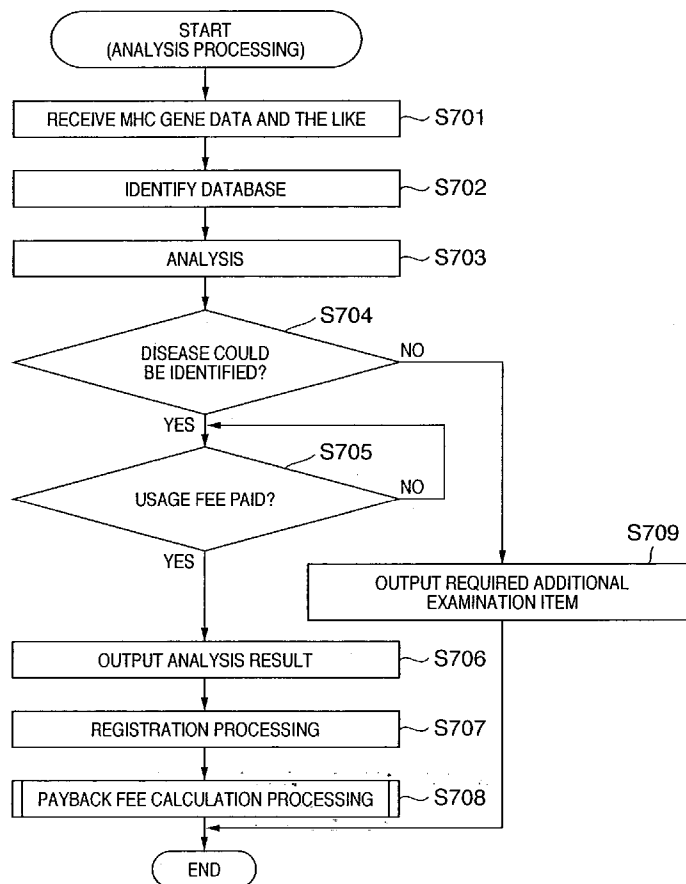 START
(ANALYSIS PROCESSING)
RECEIVE MHC GENE DATA AND THE LIKE
S701
IDENTIFY DATABASE
S702
ANALYSIS
S703
S704
DISEASE COULD
BE IDENTIFIED?
NO
YES
S705
USAGE FEE PAID?
NO
YES
S709
OUTPUT REQUIRED ADDITIONAL
EXAMINATION ITEM
OUTPUT ANALYSIS RESULT
S706
REGISTRATION PROCESSING
S707
PAYBACK FEE CALCULATION PROCESSING
S708
END